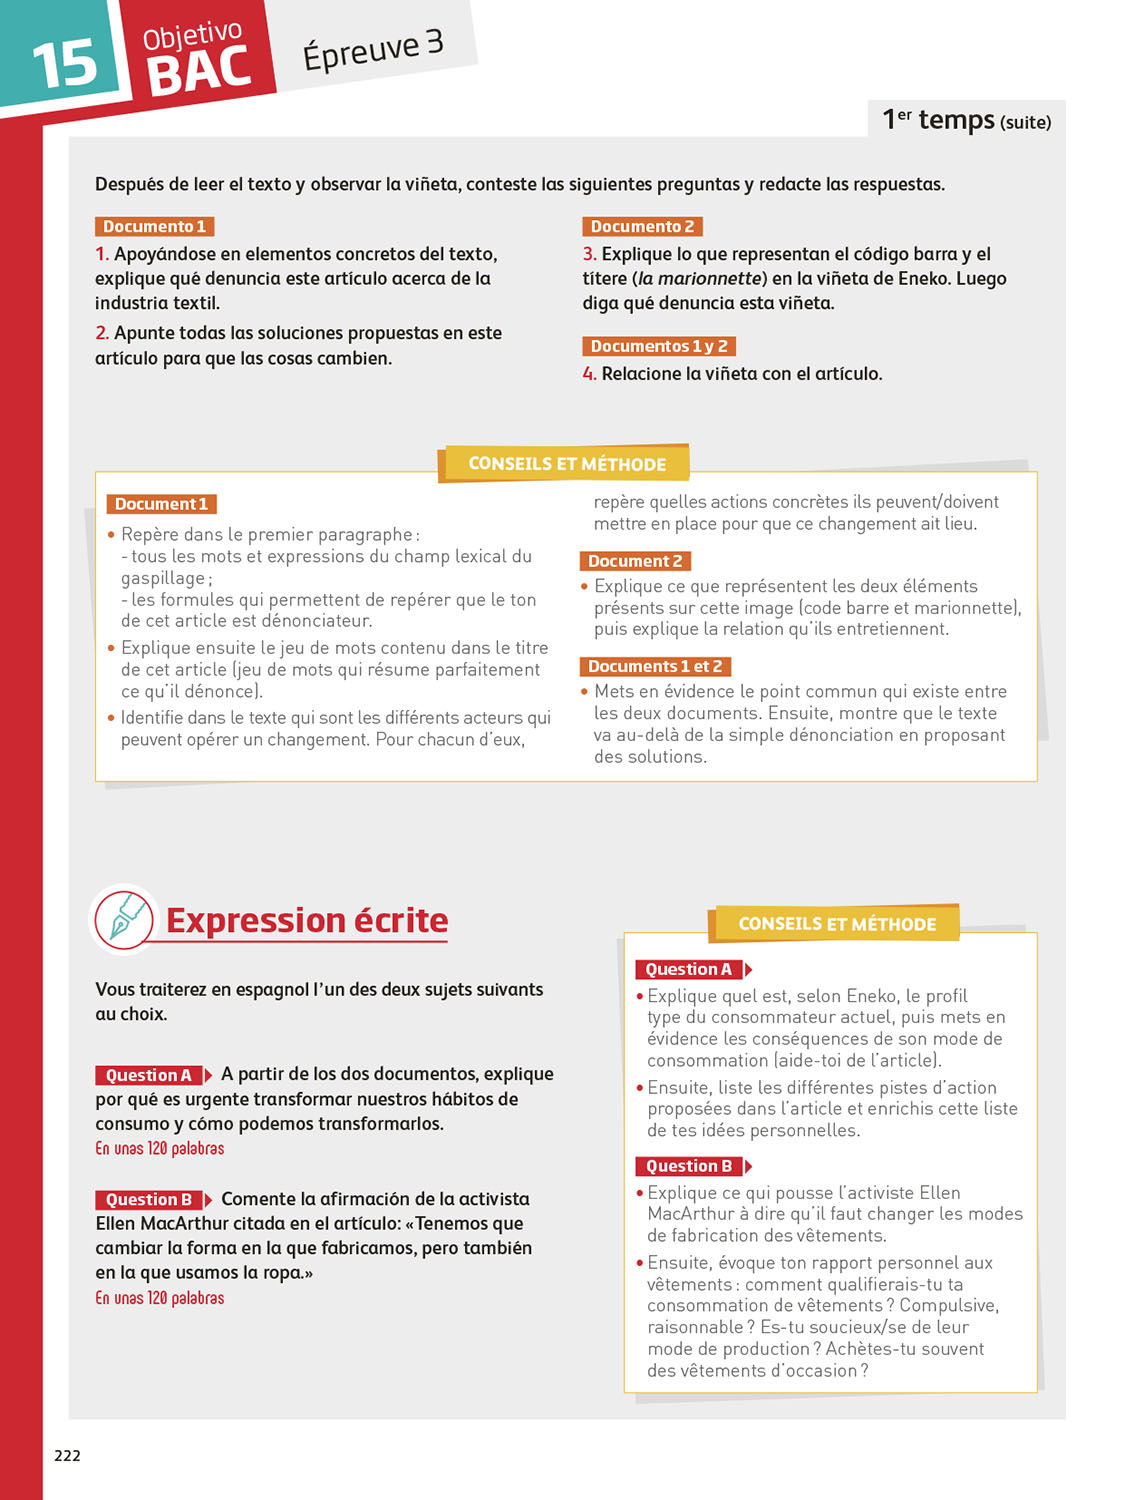 15
Objetivo
BAC
Épreuve 3
1er temps (suite)
Después de leer el texto y observar la viñeta, conteste las siguientes preguntas y redacte las respuestas.
Documento 1
1. Apoyándose en elementos concretos del texto,
explique qué denuncia este artículo acerca de la
industria textil.
2. Apunte todas las soluciones propuestas en este
artículo para que las cosas cambien.
Documento 2
3. Explique lo que representan el código barra y el
títere (la marionnette) en la viñeta de Eneko. Luego
diga qué denuncia esta viñeta.
Documentos 1 y 2
4. Relacione la viñeta con el artículo.
CONSEILS ET MÉTHODE
Document 1
• Repère dans le premier paragraphe :
- tous les mots et expressions du champ lexical du
gaspillage ;
- les formules qui permettent de repérer que le ton
de cet article est dénonciateur.
• Explique ensuite le jeu de mots contenu dans le titre
de cet article (jeu de mots qui résume parfaitement
ce qu'il dénonce).
• Identifie dans le texte qui sont les différents acteurs qui
peuvent opérer un changement. Pour chacun d'eux,
repère quelles actions concrètes ils peuvent/doivent
mettre en place pour que ce changement ait lieu.
Document 2
• Explique ce que représentent les deux éléments
présents sur cette image (code barre et marionnette),
puis explique la relation qu'ils entretiennent.
Documents 1 et 2
• Mets en évidence le point commun qui existe entre
les deux documents. Ensuite, montre que le texte
va au-delà de la simple dénonciation en proposant
des solutions.
Expression écrite
Vous traiterez en espagnol l'un des deux sujets suivants
au choix.
Question A A partir de los dos documentos, explique
por qué es urgente transformar nuestros hábitos de
consumo y cómo podemos transformarlos.
En unas 120 palabras
Question B Comente la afirmación de la activista
Ellen MacArthur citada en el artículo: «Tenemos que
cambiar la forma en la que fabricamos, pero también
en la que usamos la ropa.»
En unas 120 palabras
CONSEILS ET MÉTHODE
Question A
• Explique quel est, selon Eneko, le profil
type du consommateur actuel, puis mets en
évidence les conséquences de son mode de
consommation (aide-toi de l'article).
• Ensuite, liste les différentes pistes d'action
proposées dans l'article et enrichis cette liste
de tes idées personnelles.
Question B
• Explique ce qui pousse l'activiste Ellen
MacArthur à dire qu'il faut changer les modes
de fabrication des vêtements.
• Ensuite, évoque ton rapport personnel aux
vêtements : comment qualifierais-tu ta
consommation de vêtements ? Compulsive,
raisonnable ? Es-tu soucieux/se de leur
mode de production ? Achètes-tu souvent
des vêtements d'occasion ?
222